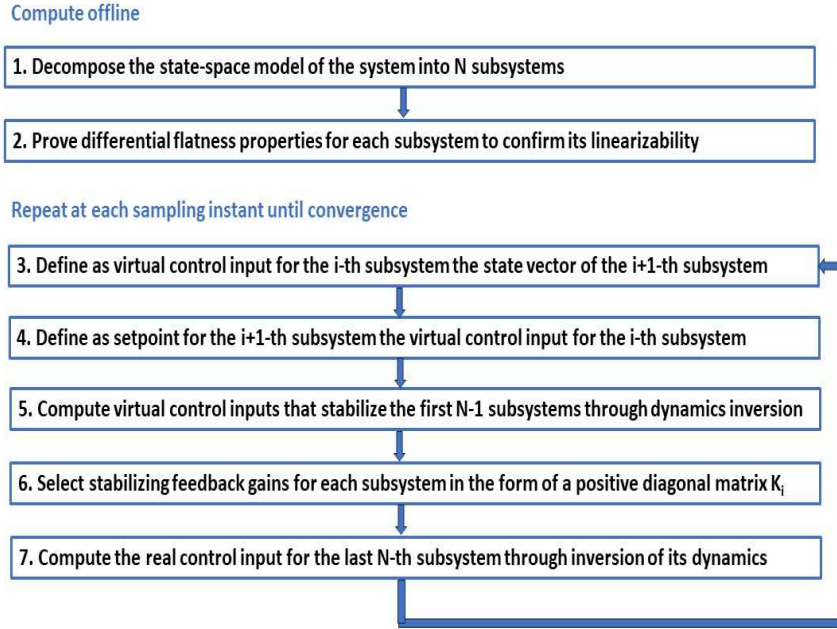 Compute offline
1. Decompose the state-space model of the system into N subsystems
2. Prove differential flatness properties for each subsystem to confirm its linearizability
Repeat at each sampling instant until convergence
3. Define as virtual control input for the i-th subsystem the state vector of the i+1-th subsystem
4. Define as setpoint for the i+1-th subsystem the virtual control input for the i-th subsystem
5. Compute virtual control inputs that stabilize the first N-1 subsystems through dynamics inversion
6. Select stabilizing feedback gains for each subsystem in the form of a positive diagonal matrix Kᵢ
7. Compute the real control input for the last N-th subsystem through inversion of its dynamics